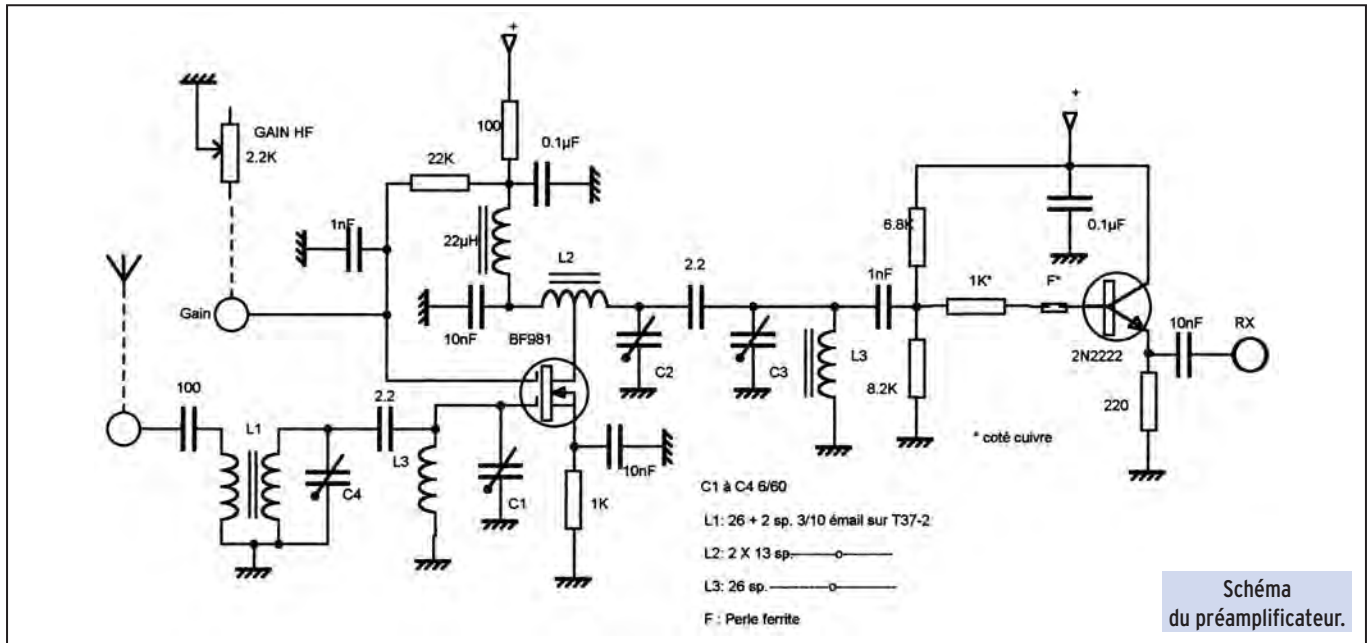 +
+
GAIN HF
2.2K
100
0.1µF
22K
1nF
22µH
L2
6.8K
0.1µF
2.2
1nF
1K*
F*
Gain
10nF
BF981
C2
C3
L3
8.2K
2N2222
10nF
RX
220
100
L1
2.2
L3
C4
C1
10nF
1K
* coté cuivre
C1 à C4 6/60
L1: 26 + 2 sp. 3/10 émail sur T37-2
L2: 2 X 13 sp.
L3: 26 sp.
F : Perle ferrite
Schéma
du préamplificateur.